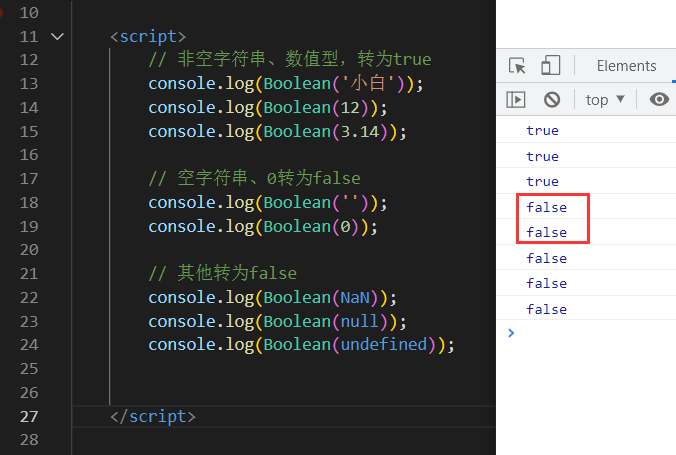 10
11 <script>
12 // 非空字符串、数值型，转为true
13 console.log(Boolean('小白'));
14 console.log(Boolean(12));
15 console.log(Boolean(3.14));
16
17 // 空字符串、0转为false
18 console.log(Boolean(''));
19 console.log(Boolean(0));
20
21 // 其他转为false
22 console.log(Boolean(NaN));
23 console.log(Boolean(null));
24 console.log(Boolean(undefined));
25
26
27 </script>
28
Elements
top
true
true
true
false
false
false
false
false